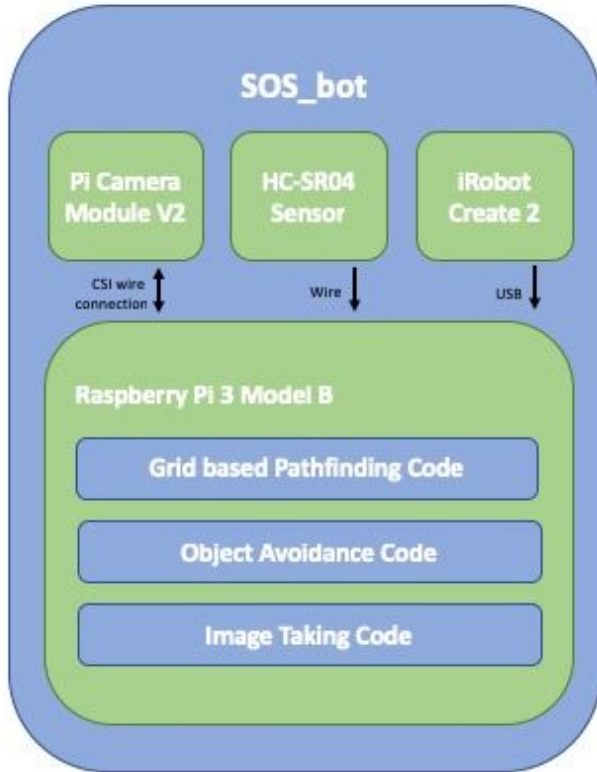 SOS_bot
Pi Camera
Module V2
HC-SR04
Sensor
iRobot
Create 2
CSI wire
connection
Wire
USB
Raspberry Pi 3 Model B
Grid based Pathfinding Code
Object Avoidance Code
Image Taking Code